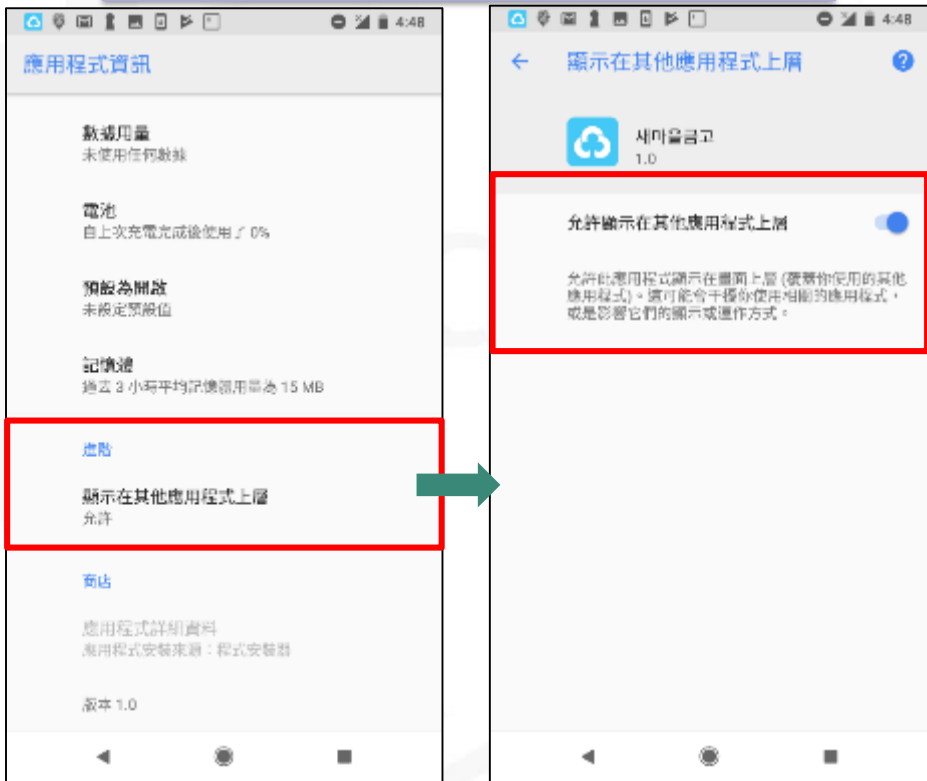 4:48
應用程式資訊
數據用量
未使用任何數據
電池
自上次充電完成後使用了 0%
預設為開啟
未設定預設值
記憶體
過去 3 小時平均記憶體用量為 15 MB
進階
顯示在其他應用程式上層
允許
商店
應用程式詳細資料
應用程式安裝來源：程式安裝器
版本 1.0
4:48
顯示在其他應用程式上層
새마을금고
1.0
允許顯示在其他應用程式上層
允許此應用程式顯示在畫面上層 (覆蓋你使用的其他
應用程式)。這可能會干擾你使用相關的應用程式，
或是影響它們的顯示或運作方式。